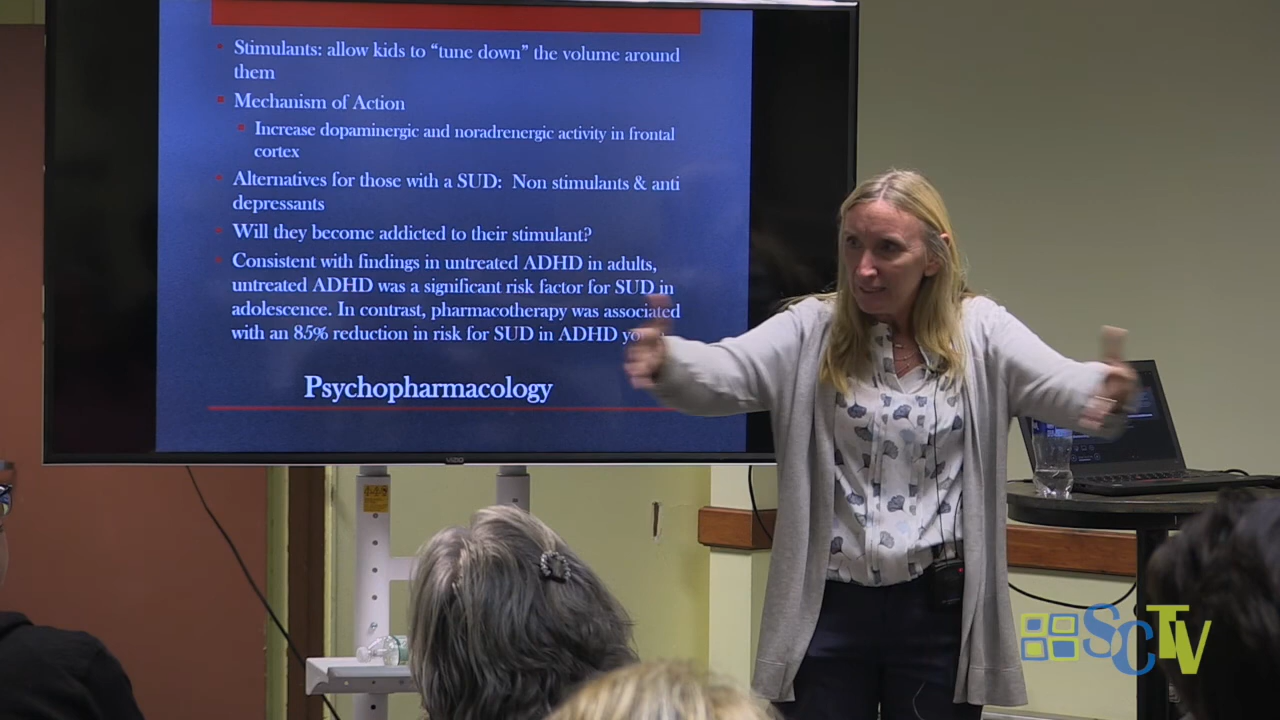 Stimulants: allow kids to “tune down” the volume around
them
Mechanism of Action
Increase dopaminergic and noradrenergic activity in frontal
cortex
Alternatives for those with a SUD: Non stimulants & anti
depressants
Will they become addicted to their stimulant?
Consistent with findings in untreated ADHD in adults,
untreated ADHD was a significant risk factor for SUD in
adolescence. In contrast, pharmacotherapy was associated
with an 85% reduction in risk for SUD in ADHD
Psychopharmacology
VIZIO
SCTV